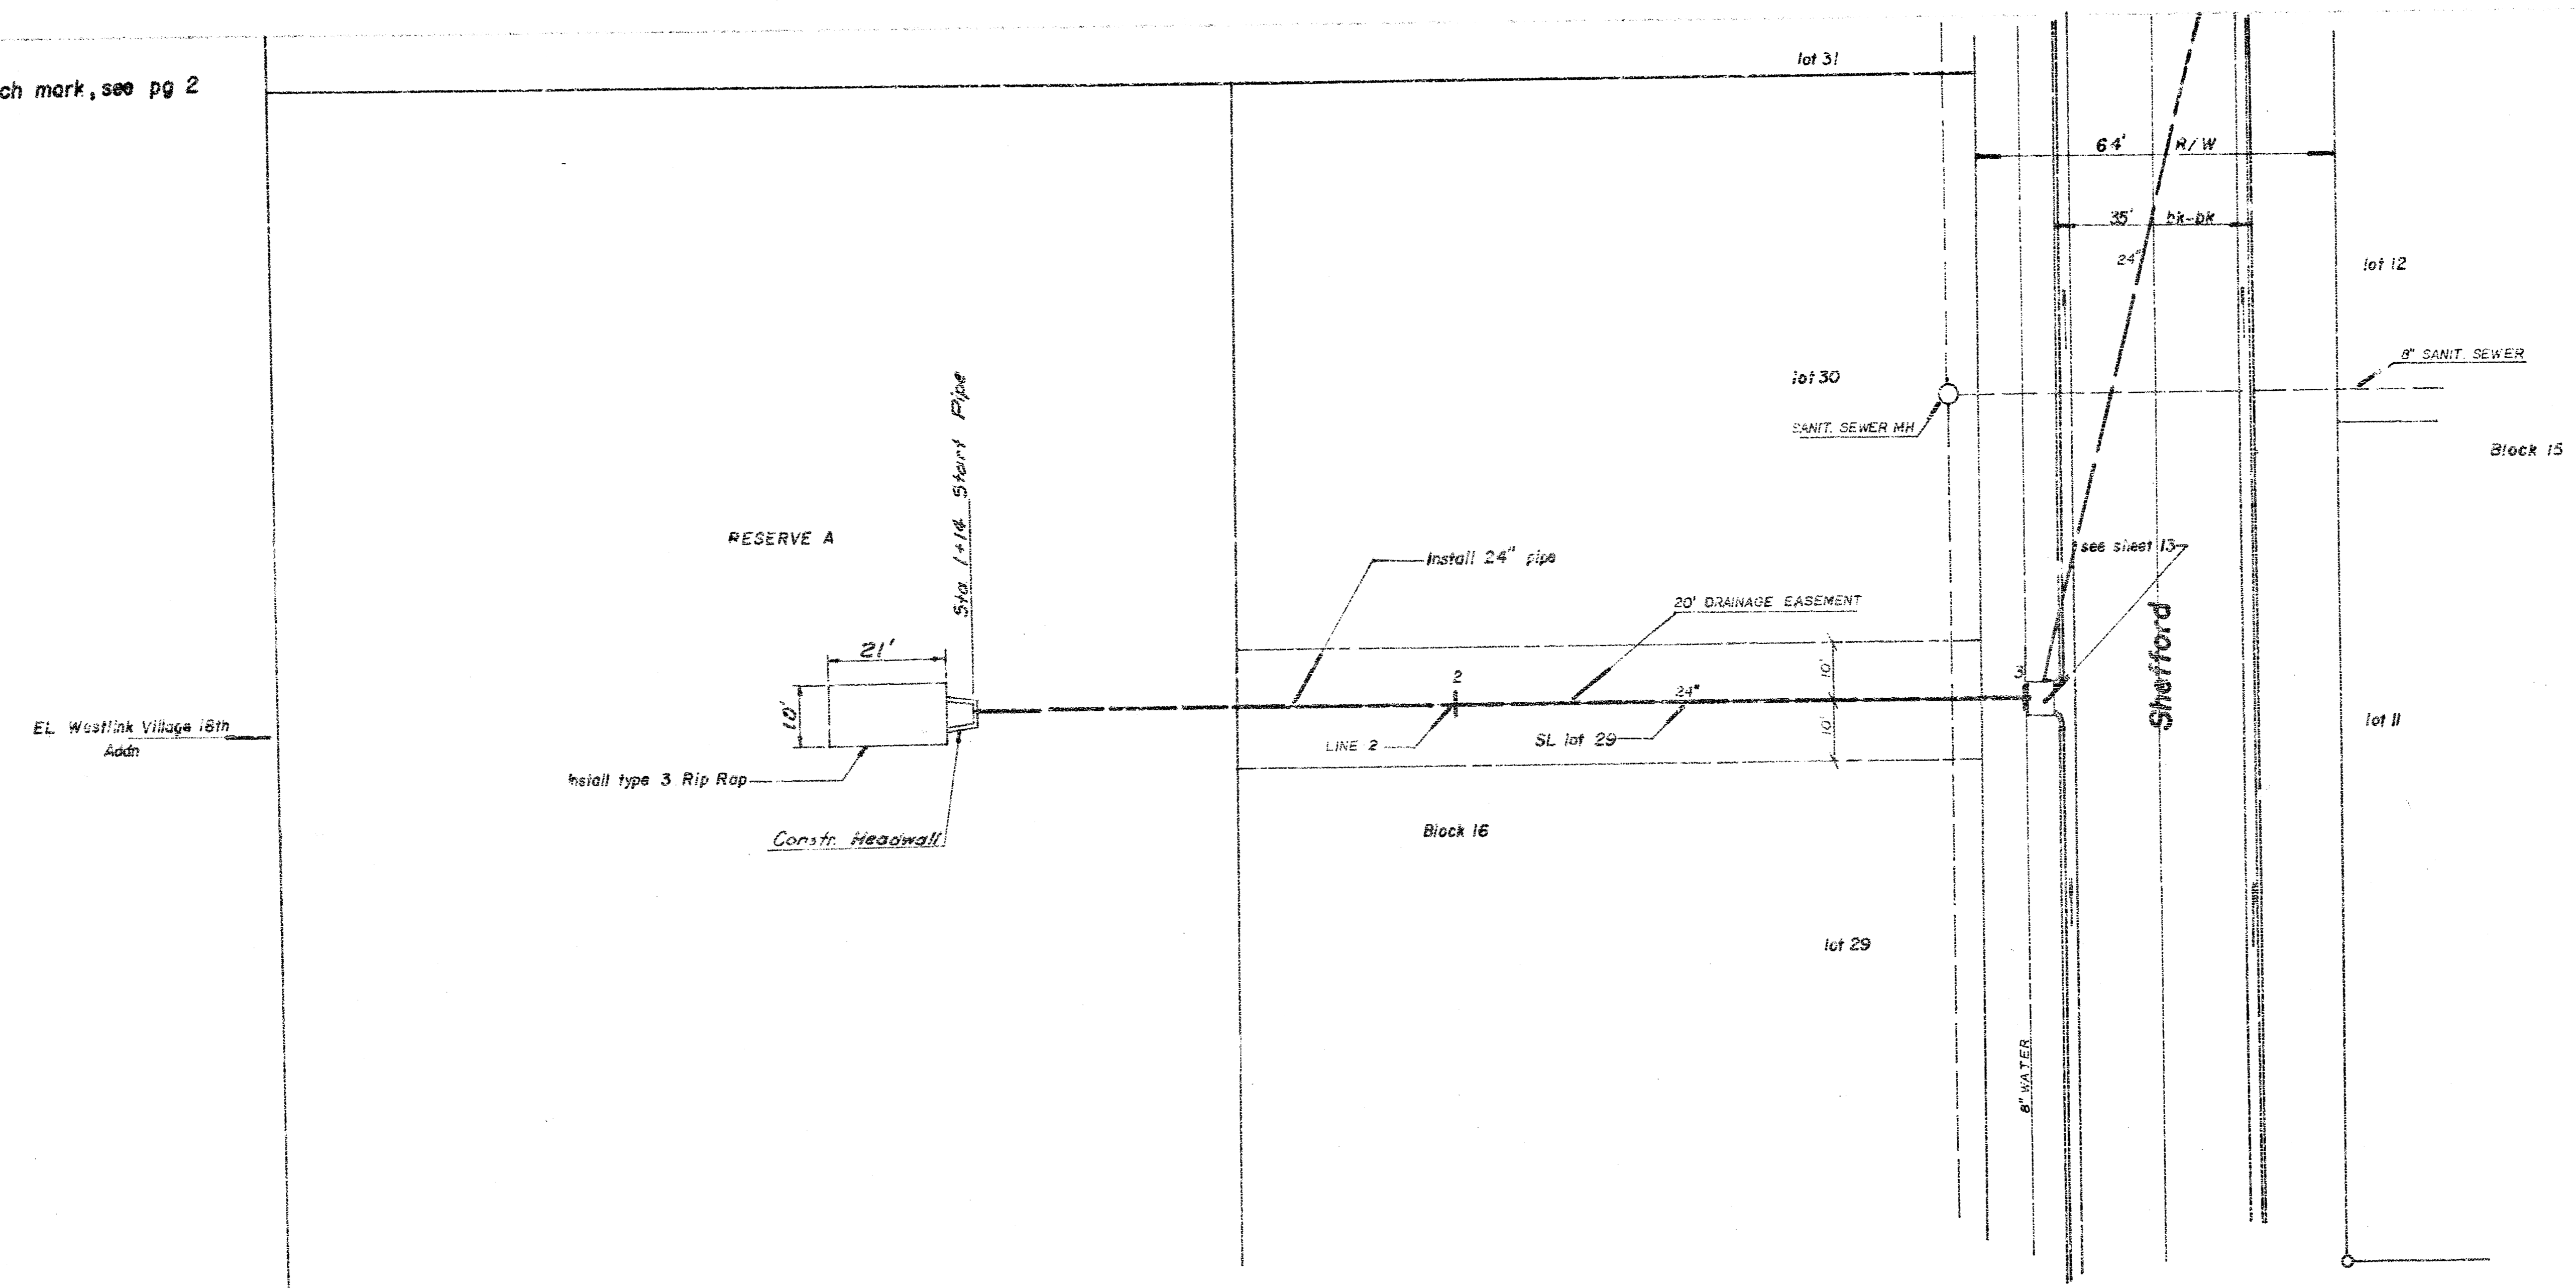 ch mark, see pg 2
lot 31
64' R/W
35' bk-bk
24"
lot 12
8" SANIT. SEWER
lot 30
SANIT. SEWER MH
Block 15
Sta 1+14 Start Pipe
RESERVE A
see sheet 13
Install 24" pipe
20' DRAINAGE EASEMENT
Shefford
21'
10'
2
24"
10'
10'
3
lot 11
EL Westlink Village 18th
Addn
LINE 2
SL lot 29
Install type 3 Rip Rap
Constr. Headwall
Block 16
lot 29
8" WATER